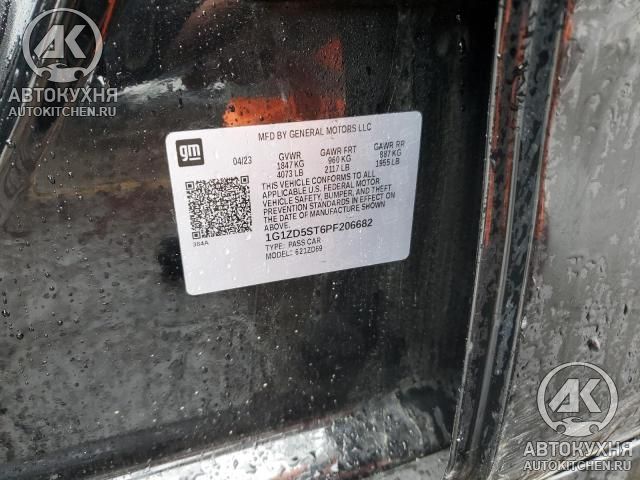 AK
АВТОКУХНЯ
AUTOKITCHEN.RU
gm
MFD BY GENERAL MOTORS LLC
04/23 GVWR GAWR FRT GAWR RR
1847 KG 960 KG 887 KG
4073 LB 2117 LB 1955 LB
THIS VEHICLE CONFORMS TO ALL
APPLICABLE U.S. FEDERAL MOTOR
VEHICLE SAFETY, BUMPER, AND THEFT
PREVENTION STANDARDS IN EFFECT ON
THE DATE OF MANUFACTURE SHOWN ABOVE.
384A
1G1ZD5ST6PF206682
TYPE: PASS CAR
MODEL: 621ZD69
AK
АВТОКУХНЯ
AUTOKITCHEN.RU